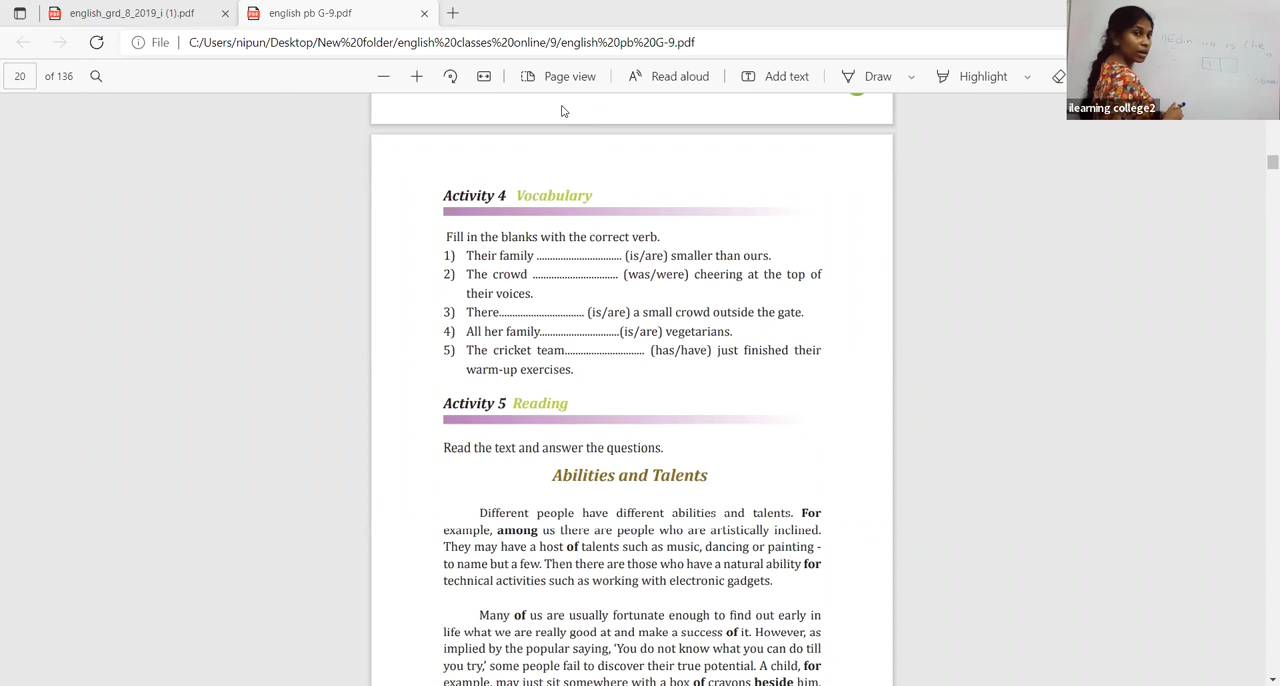 english_grd_8_2019_i (1).pdf
english pb G-9.pdf
File C:/Users/nipun/Desktop/New%20folder/english%20classes%20online/9/english%20pb%20G-9.pdf
20 of 136 Page view Read aloud Add text Draw Highlight
is the
ilearning college2
Activity 4 Vocabulary
Fill in the blanks with the correct verb.
1) Their family ................................. (is/are) smaller than ours.
2) The crowd ................................. (was/were) cheering at the top of
their voices.
3) There................................. (is/are) a small crowd outside the gate.
4) All her family...............................(is/are) vegetarians.
5) The cricket team............................... (has/have) just finished their
warm-up exercises.
Activity 5 Reading
Read the text and answer the questions.
Abilities and Talents
Different people have different abilities and talents. For
example, among us there are people who are artistically inclined.
They may have a host of talents such as music, dancing or painting -
to name but a few. Then there are those who have a natural ability for
technical activities such as working with electronic gadgets.
Many of us are usually fortunate enough to find out early in
life what we are really good at and make a success of it. However, as
implied by the popular saying, ‘You do not know what you can do till
you try,’ some people fail to discover their true potential. A child, for
example, may just sit somewhere with a box of crayons beside him.